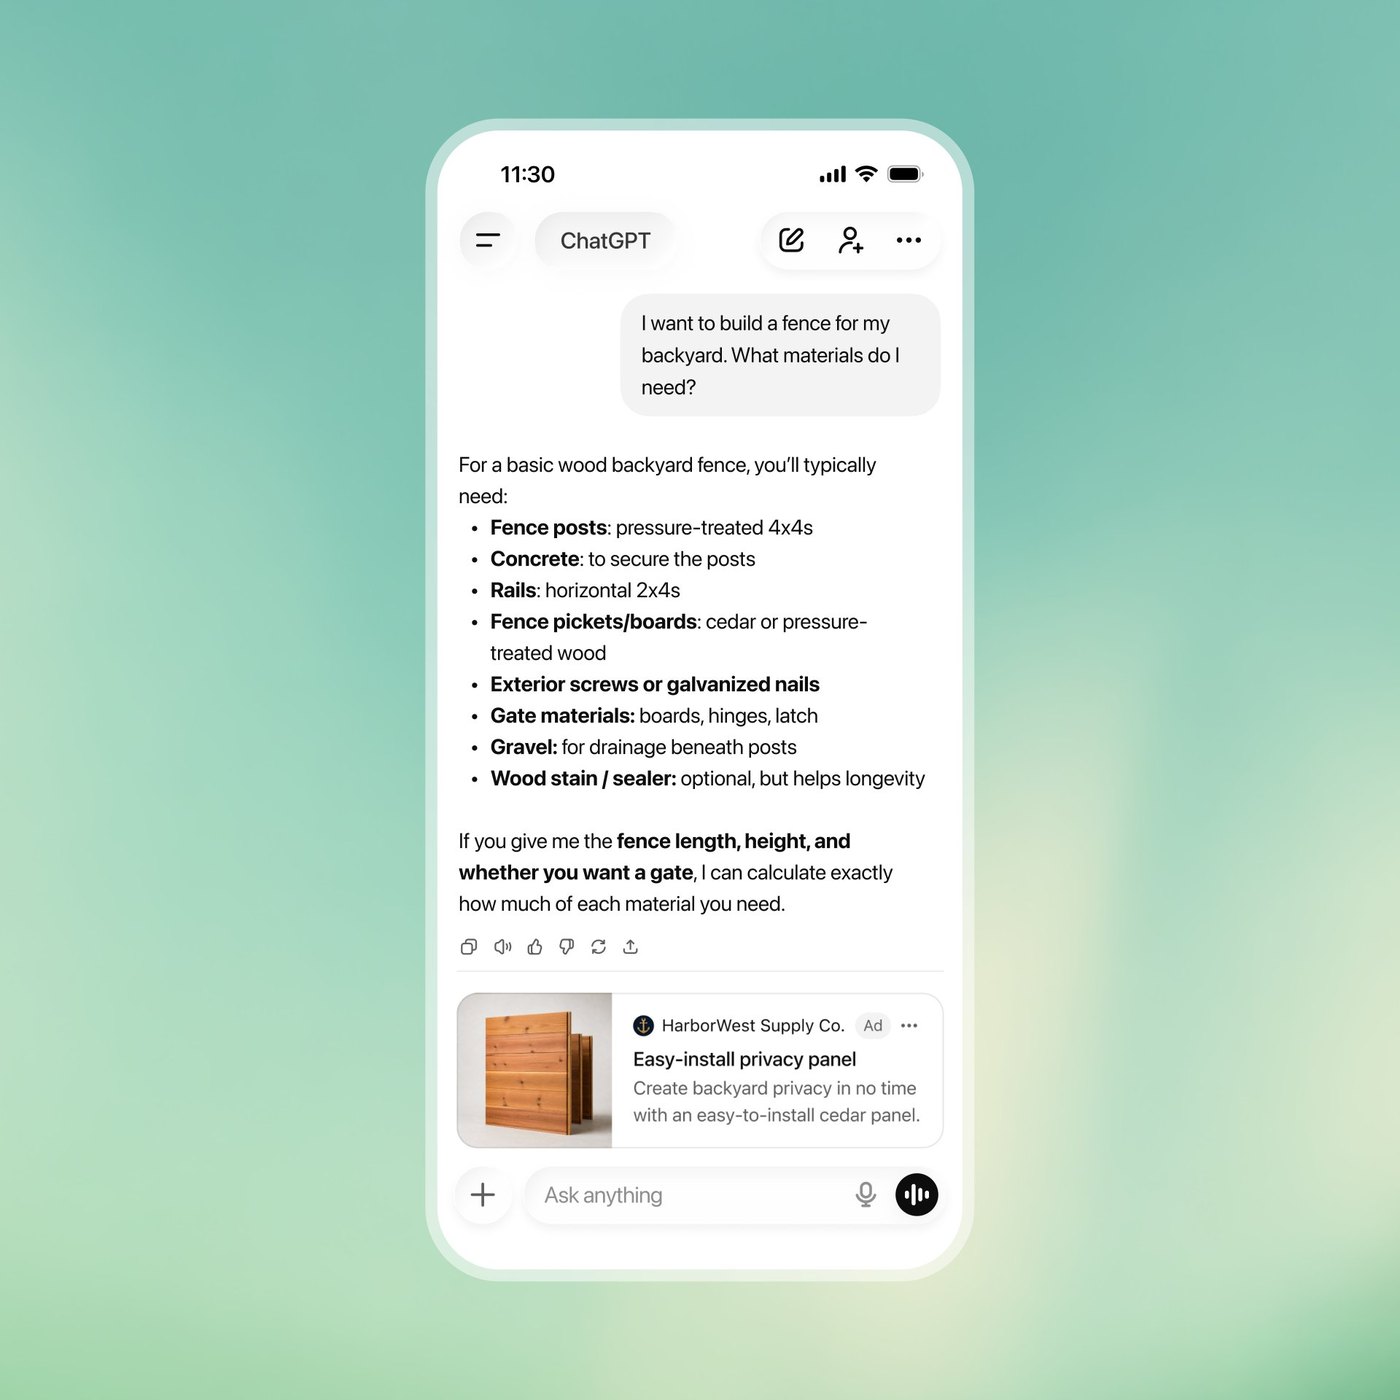 11:30
ChatGPT
I want to build a fence for my
backyard. What materials do I
need?
For a basic wood backyard fence, you’ll typically
need:
• Fence posts: pressure-treated 4x4s
• Concrete: to secure the posts
• Rails: horizontal 2x4s
• Fence pickets/boards: cedar or pressure-
treated wood
• Exterior screws or galvanized nails
• Gate materials: boards, hinges, latch
• Gravel: for drainage beneath posts
• Wood stain / sealer: optional, but helps longevity
If you give me the fence length, height, and
whether you want a gate, I can calculate exactly
how much of each material you need.
HarborWest Supply Co. Ad
Easy-install privacy panel
Create backyard privacy in no time
with an easy-to-install cedar panel.
Ask anything